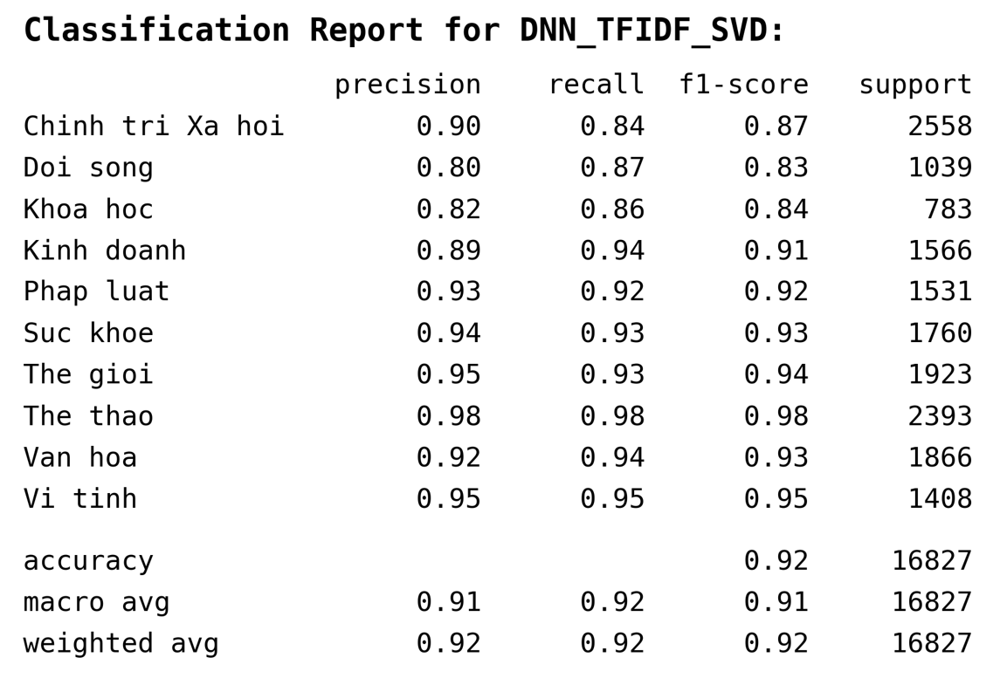 Classification Report for DNN_TFIDF_SVD:
precision recall f1-score support
Chinh tri Xa hoi 0.90 0.84 0.87 2558
Doi song 0.80 0.87 0.83 1039
Khoa hoc 0.82 0.86 0.84 783
Kinh doanh 0.89 0.94 0.91 1566
Phap luat 0.93 0.92 0.92 1531
Suc khoe 0.94 0.93 0.93 1760
The gioi 0.95 0.93 0.94 1923
The thao 0.98 0.98 0.98 2393
Van hoa 0.92 0.94 0.93 1866
Vi tinh 0.95 0.95 0.95 1408
accuracy 0.92 16827
macro avg 0.91 0.92 0.91 16827
weighted avg 0.92 0.92 0.92 16827